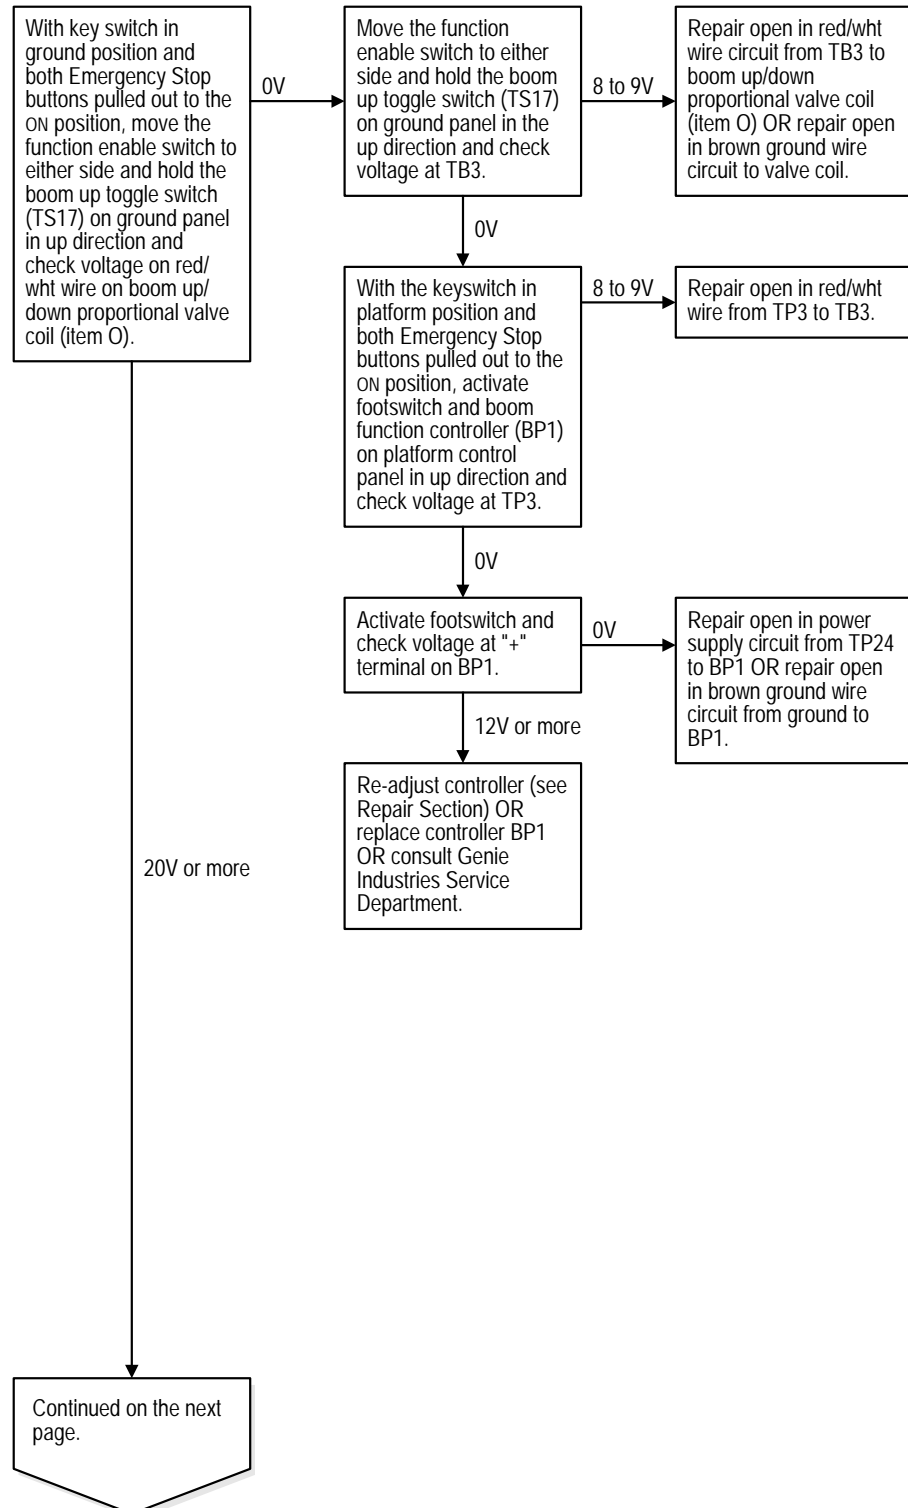 With key switch in
ground position and
both Emergency Stop
buttons pulled out to the
ON position, move the
function enable switch to
either side and hold the
boom up toggle switch
(TS17) on ground panel
in up direction and
check voltage on red/
wht wire on boom up/
down proportional valve
coil (item O).
0V
Move the function
enable switch to either
side and hold the boom
up toggle switch (TS17)
on ground panel in the
up direction and check
voltage at TB3.
8 to 9V
Repair open in red/wht
wire circuit from TB3 to
boom up/down
proportional valve coil
(item O) OR repair open
in brown ground wire
circuit to valve coil.
0V
With the keyswitch in
platform position and
both Emergency Stop
buttons pulled out to the
ON position, activate
footswitch and boom
function controller (BP1)
on platform control
panel in up direction and
check voltage at TP3.
8 to 9V
Repair open in red/wht
wire from TP3 to TB3.
0V
Activate footswitch and
check voltage at "+"
terminal on BP1.
0V
Repair open in power
supply circuit from TP24
to BP1 OR repair open
in brown ground wire
circuit from ground to
BP1.
12V or more
Re-adjust controller (see
Repair Section) OR
replace controller BP1
OR consult Genie
Industries Service
Department.
20V or more
Continued on the next
page.